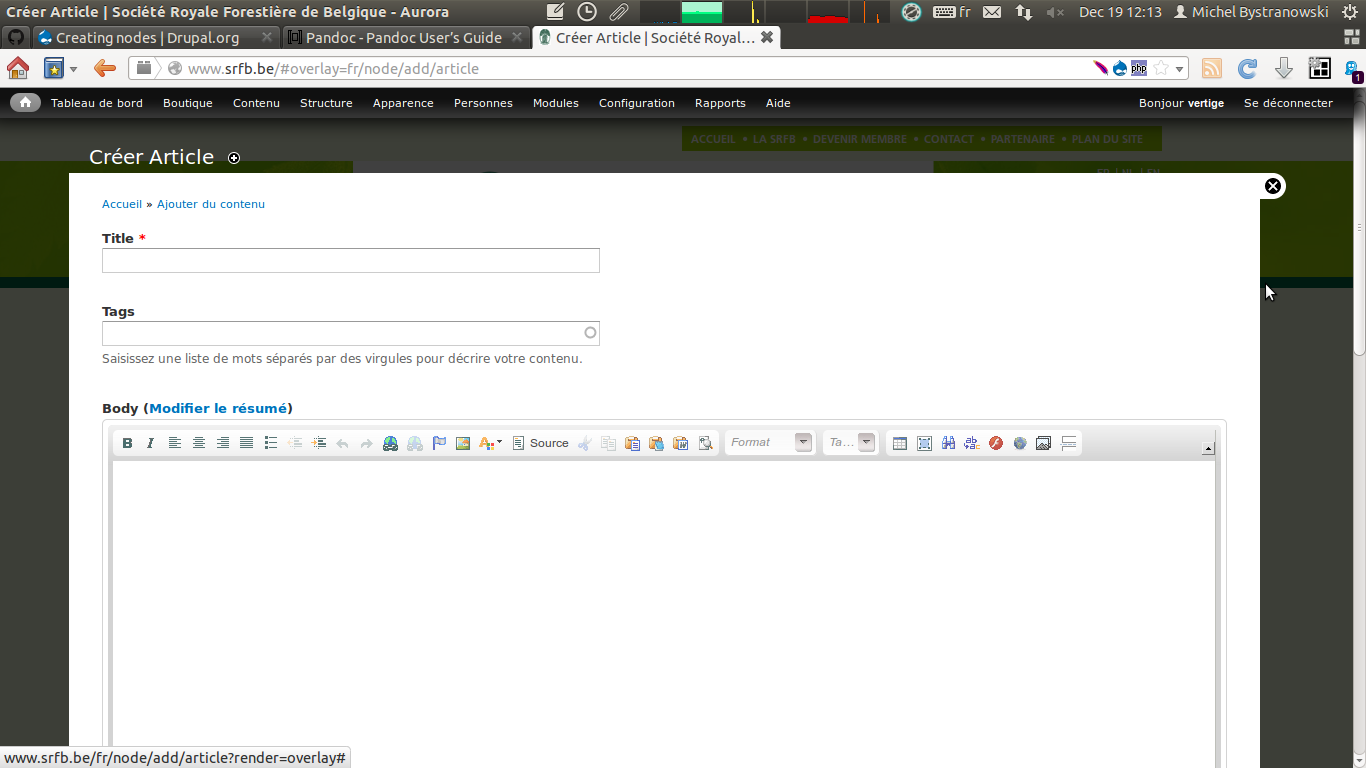 Créer Article | Société Royale Forestière de Belgique - Aurora
fr
Dec 19 12:13
Michel Bystranowski
Creating nodes | Drupal.org
Pandoc - Pandoc User’s Guide
Créer Article | Société Royal...
www.srfb.be/#overlay=fr/node/add/article
php
1
Tableau de bord Boutique Contenu Structure Apparence Personnes Modules Configuration Rapports Aide
Bonjour vertige Se déconnecter
ACCUEIL • LA SRFB • DEVENIR MEMBRE • CONTACT • PARTENAIRE • PLAN DU SITE
FR | NL | EN
Créer Article
Accueil » Ajouter du contenu
Title *
Tags
Saisissez une liste de mots séparés par des virgules pour décrire votre contenu.
Body (Modifier le résumé)
B I Source Format Ta...
www.srfb.be/fr/node/add/article?render=overlay#